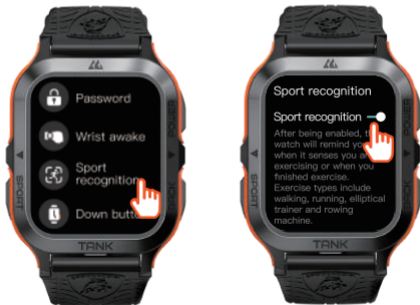 Password
Wrist awake
Sport
recognition
Down
TANK
SPORT
Sport recognition
Sport recognition
After being enabled,
watch will remind you
when it senses you
exercising or when you
finished exercise.
Exercise types include
walking, running, elliptical
trainer and rowing
machine.
TANK
SPORT